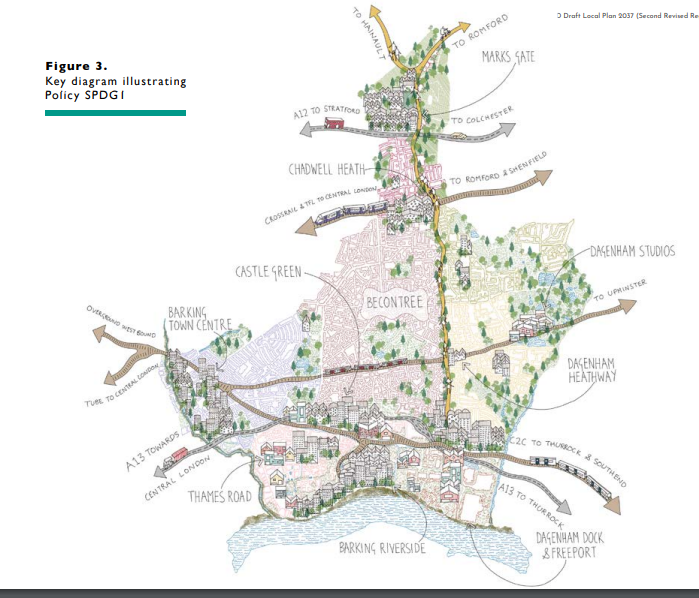 Draft Local Plan 2037 (Second Revised Re
Figure 3.
Key diagram illustrating
Policy SPDG1
TO HAINAULT
TO ROMFORD
MARKS GATE
A12 TO STRATFORD
TO COLCHESTER
CHADWELL HEATH
TO ROMFORD & SHENFIELD
CROSSRAIL & TFL TO CENTRAL LONDON
DAGENHAM STUDIOS
CASTLE GREEN
TO UPMINSTER
BECONTREE
OVERGROUND WEST BOUND
BARKING
TOWN CENTRE
DAGENHAM
HEATHWAY
TUBE TO CENTRAL LONDON
C2C TO THURROCK & SOUTHEND
A13 TOWARDS
CENTRAL LONDON
THAMES ROAD
A13 TO THURROCK
BARKING RIVERSIDE
DAGENHAM DOCK
& FREEPORT